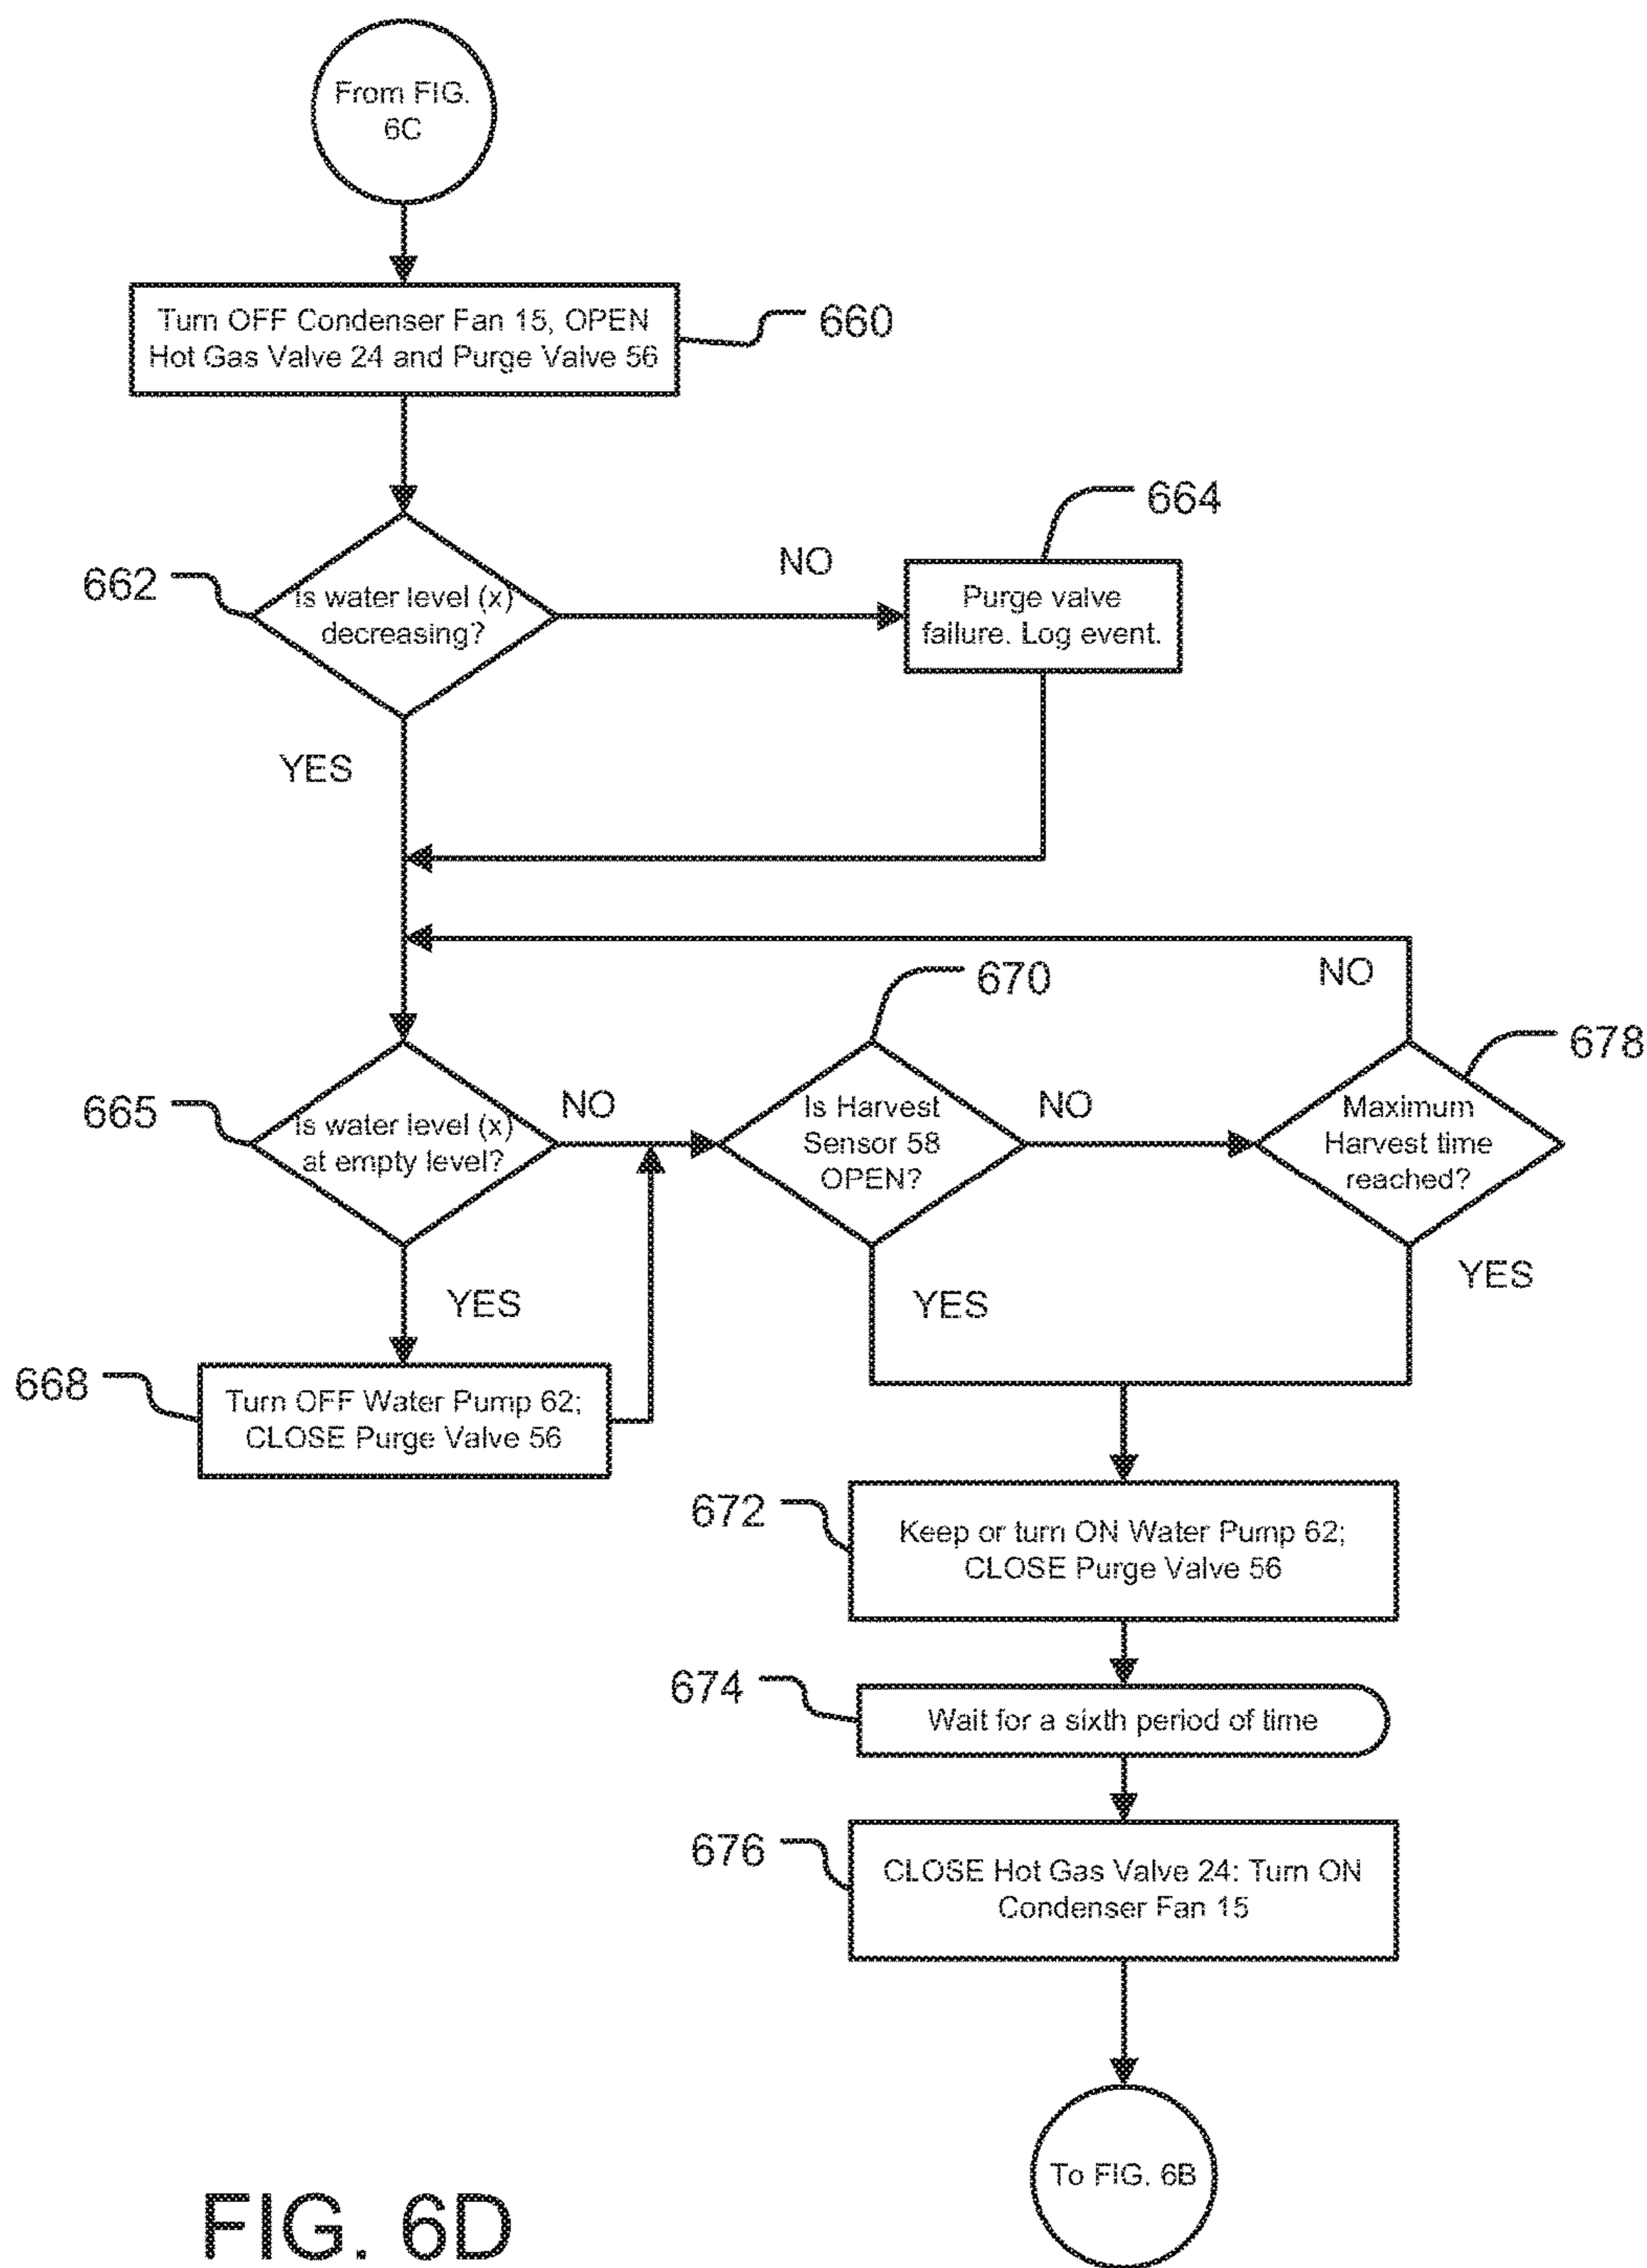 From FIG.
6C
Turn OFF Condenser Fan 15, OPEN
Hot Gas Valve 24 and Purge Valve 56
660
662
Is water level (x)
decreasing?
NO
664
Purge valve
failure. Log event.
YES
665
Is water level (x)
at empty level?
NO
670
Is Harvest
Sensor 58
OPEN?
NO
NO
678
Maximum
Harvest time
reached?
YES
YES
YES
668
Turn OFF Water Pump 62;
CLOSE Purge Valve 56
672
Keep or turn ON Water Pump 62;
CLOSE Purge Valve 56
674
Wait for a sixth period of time
676
CLOSE Hot Gas Valve 24: Turn ON
Condenser Fan 15
To FIG. 6B
FIG. 6D